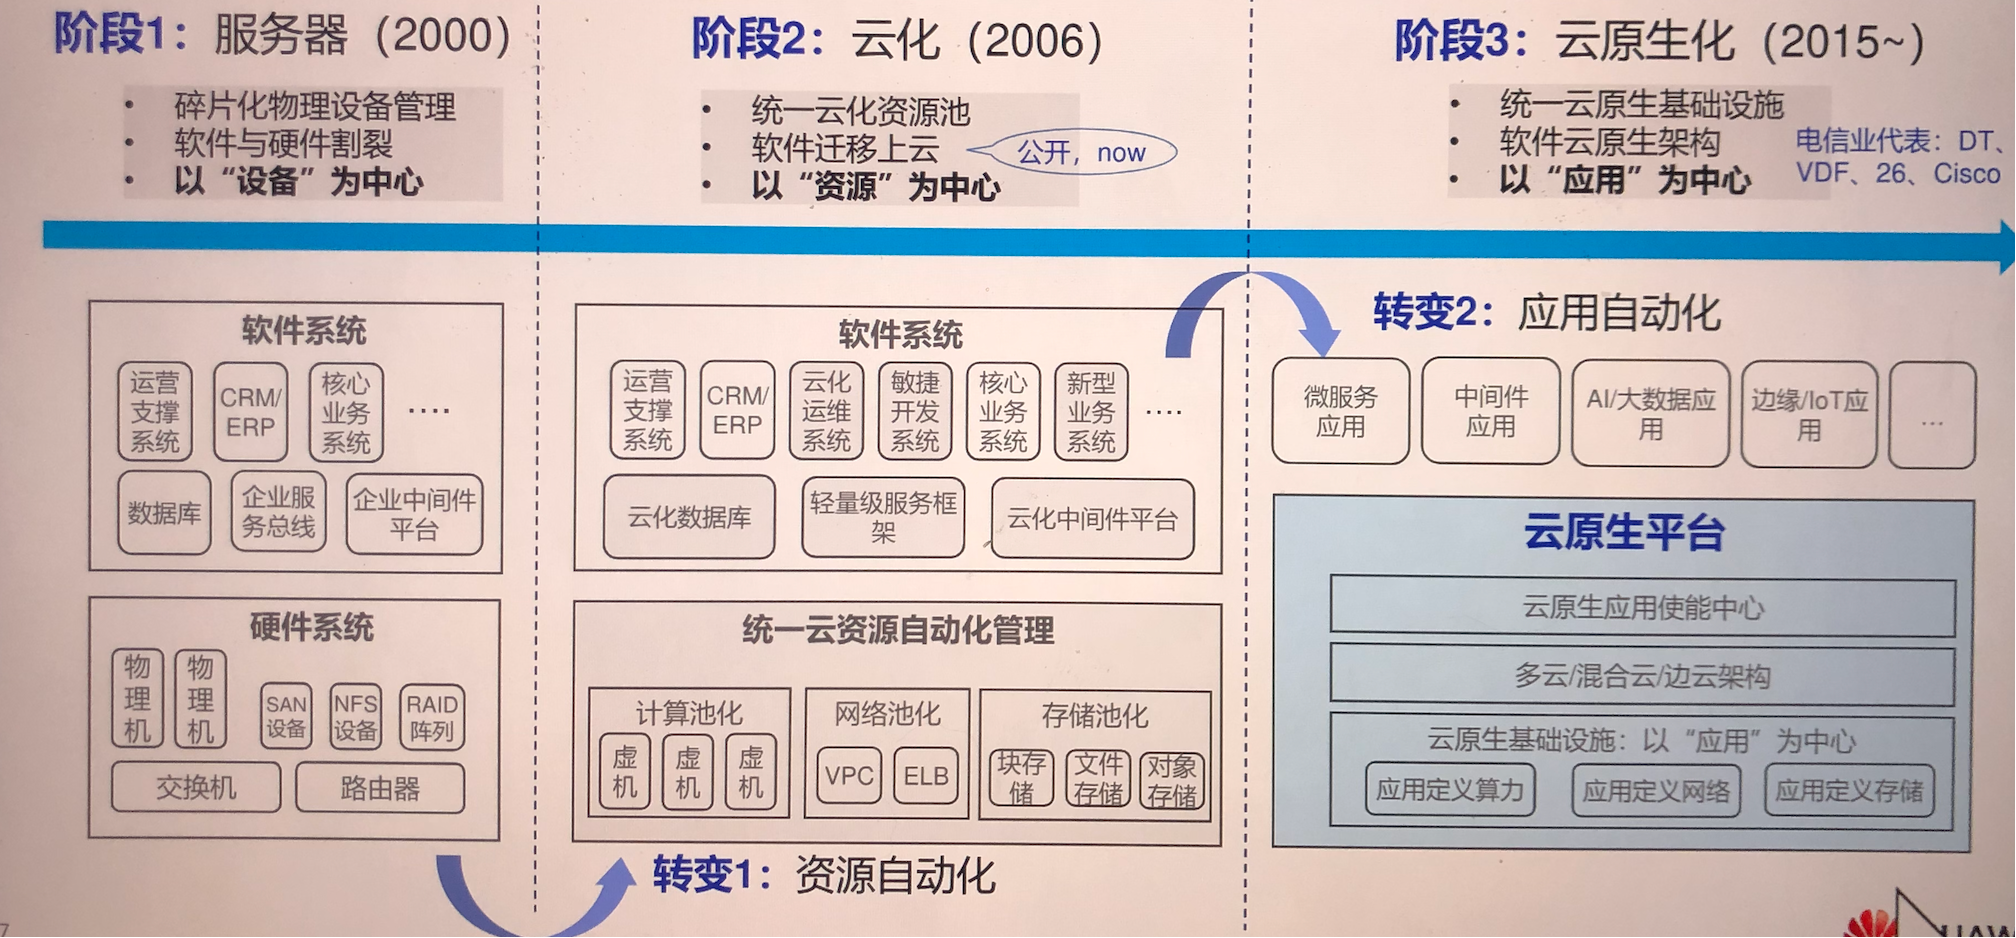 阶段1：服务器（2000）
碎片化物理设备管理
软件与硬件割裂
以“设备”为中心
阶段2：云化（2006）
统一云化资源池
软件迁移上云
以“资源”为中心
公开，now
阶段3：云原生化（2015~）
统一云原生基础设施
软件云原生架构
以“应用”为中心
电信业代表：DT、
VDF、26、Cisco
软件系统
运营
支撑
系统
CRM/
ERP
核心
业务
系统
....
数据库
企业服
务总线
企业中间件
平台
硬件系统
物
理
机
物
理
机
SAN
设备
NFS
设备
RAID
阵列
交换机
路由器
软件系统
运营
支撑
系统
CRM/
ERP
云化
运维
系统
敏捷
开发
系统
核心
业务
系统
新型
业务
系统
....
云化数据库
轻量级服务框
架
云化中间件平台
统一云资源自动化管理
计算池化
虚
机
虚
机
虚
机
网络池化
VPC
ELB
存储池化
块存
储
文件
存储
对象
存储
转变1：资源自动化
转变2：应用自动化
微服务
应用
中间件
应用
AI/大数据应
用
边缘/IoT应
用
...
云原生平台
云原生应用使能中心
多云/混合云/边云架构
云原生基础设施：以“应用”为中心
应用定义算力
应用定义网络
应用定义存储
7